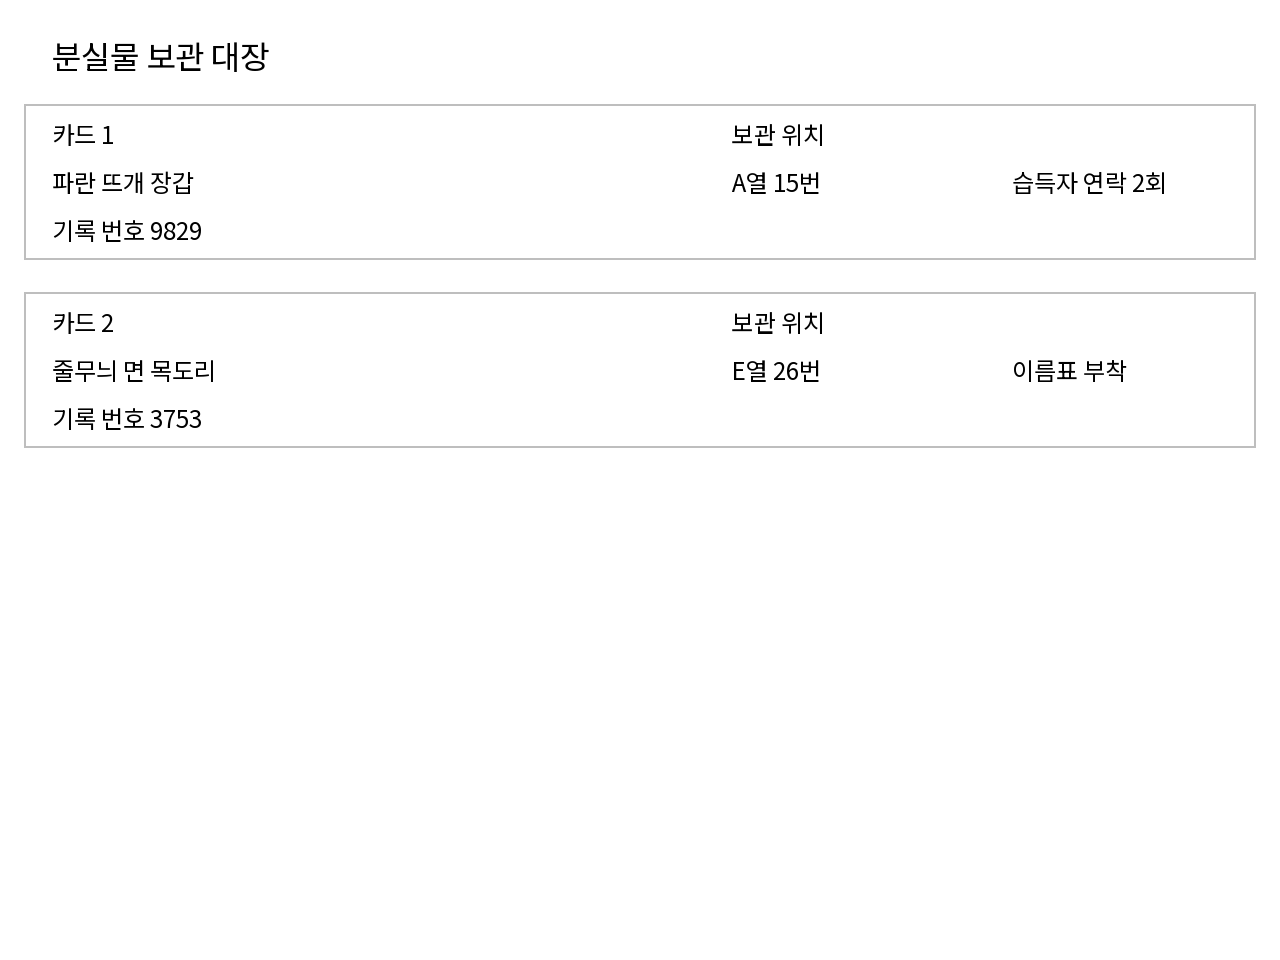 분실물 보관 대장
카드 1
파란 뜨개 장갑
기록 번호 9829
보관 위치
A열 15번
습득자 연락 2회
카드 2
줄무늬 면 목도리
기록 번호 3753
보관 위치
E열 26번
이름표 부착